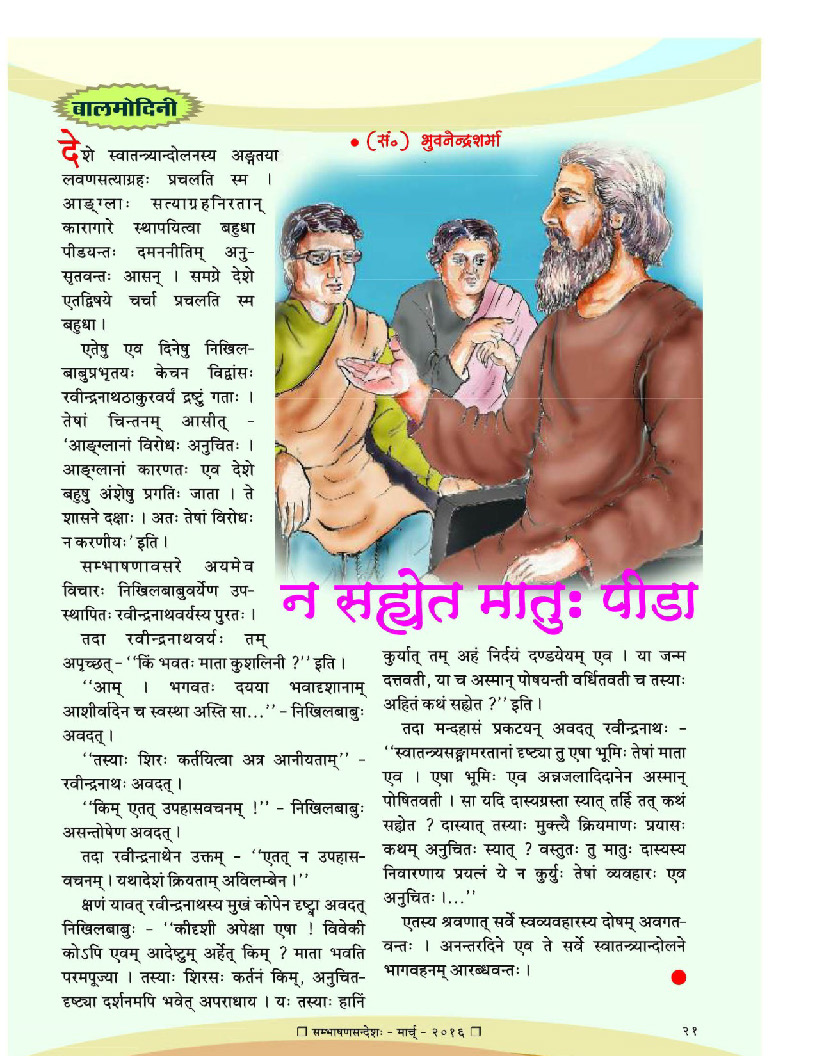 बालमोदिनी
• (सं॰) भुवनेन्द्रशर्मा
देशे स्वातन्त्र्यान्दोलनस्य अङ्गतया
लवणसत्याग्रहः प्रचलति स्म ।
आङ्ग्लाः सत्याग्रहनिरतान्
कारागारे स्थापयित्वा बहुधा
पीडयन्तः दमननीतिम् अनु-
सृतवन्तः आसन् । समग्रे देशे
एतद्विषये चर्चा प्रचलति स्म
बहुधा ।
एतेषु एव दिनेषु निखिल-
बाबुप्रभृतयः केचन विद्वांसः
रवीन्द्रनाथठाकुरवर्यं द्रष्टुं गताः ।
तेषां चिन्तनम् आसीत् -
‘आङ्ग्लानां विरोधः अनुचितः ।
आङ्ग्लानां कारणतः एव देशे
बहुषु अंशेषु प्रगतिः जाता । ते
शासने दक्षाः । अतः तेषां विरोधः
न करणीयः’ इति ।
सम्भाषणावसरे अयमेव
विचारः निखिलबाबुवर्येण उप-
स्थापितः रवीन्द्रनाथवर्यस्य पुरतः ।
तदा रवीन्द्रनाथवर्यः तम्
अपृच्छत् - ‘‘किं भवतः माता कुशलिनी ?’’ इति ।
‘‘आम् । भगवतः दयया भवादृशानाम्
आशीर्वादेन च स्वस्था अस्ति सा...’’ - निखिलबाबुः
अवदत् ।
‘‘तस्याः शिरः कर्तयित्वा अत्र आनीयताम्’’ -
रवीन्द्रनाथः अवदत् ।
‘‘किम् एतत् उपहासवचनम् !’’ - निखिलबाबुः
असन्तोषेण अवदत् ।
तदा रवीन्द्रनाथेन उक्तम् - ‘‘एतत् न उपहास-
वचनम् । यथादेशं क्रियताम् अविलम्बेन ।’’
क्षणं यावत् रवीन्द्रनाथस्य मुखं कोपेन दृष्ट्वा अवदत्
निखिलबाबुः - ‘‘कीदृशी अपेक्षा एषा ! विवेकी
कोऽपि एवम् आदेष्टुम् अर्हेत् किम् ? माता भवति
परमपूज्या । तस्याः शिरसः कर्तनं किम्, अनुचित-
दृष्ट्या दर्शनमपि भवेत् अपराधाय । यः तस्याः हानिं
न सह्येत मातुः पीडा
कुर्यात् तम् अहं निर्दयं दण्डयेयम् एव । या जन्म
दत्तवती, या च अस्मान् पोषयन्ती वर्धितवती च तस्याः
अहितं कथं सह्येत ?’’ इति ।
तदा मन्दहासं प्रकटयन् अवदत् रवीन्द्रनाथः -
‘‘स्वातन्त्र्यसङ्ग्रामरतानां दृष्ट्या तु एषा भूमिः तेषां माता
एव । एषा भूमिः एव अन्नजलादिदानेन अस्मान्
पोषितवती । सा यदि दास्यग्रस्ता स्यात् तर्हि तत् कथं
सह्येत ? दास्यात् तस्याः मुक्त्यै क्रियमाणः प्रयासः
कथम् अनुचितः स्यात् ? वस्तुतः तु मातुः दास्यस्य
निवारणाय प्रयत्नं ये न कुर्युः तेषां व्यवहारः एव
अनुचितः ।...’’
एतस्य श्रवणात् सर्वे स्वव्यवहारस्य दोषम् अवगत-
वन्तः । अनन्तरदिने एव ते सर्वे स्वातन्त्र्यान्दोलने
भागवहनम् आरब्धवन्तः ।
❐ सम्भाषणसन्देशः - मार्च् - २०१६ ❐
२१